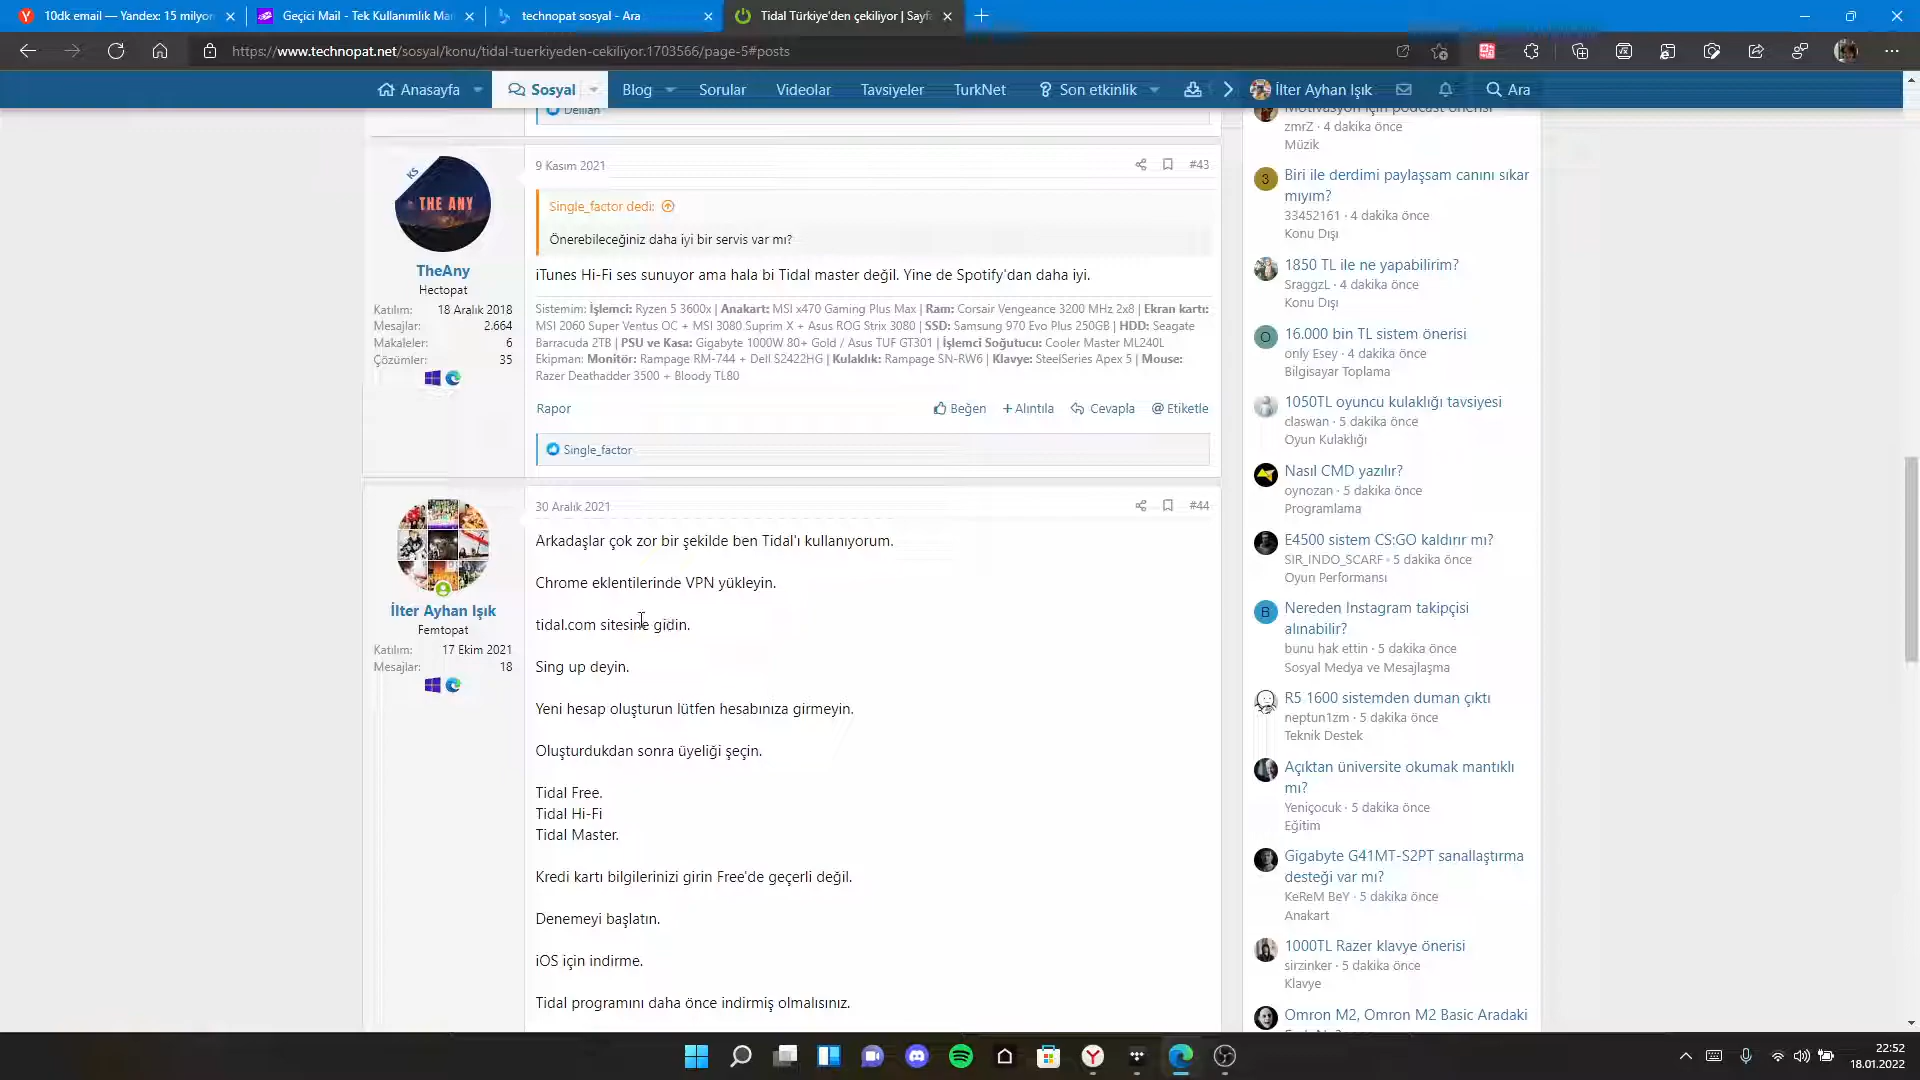 10dk email — Yandex: 15 milyon
Geçici Mail - Tek Kullanımlık Ma
technopat sosyal - Ara
Tidal Türkiye'den çekiliyor | Sayf
https://www.technopat.net/sosyal/konu/tidal-tuerkiyeden-cekiliyor.1703566/page-5#posts
Anasayfa
Sosyal
Blog
Sorular
Videolar
Tavsiyeler
TurkNet
Son etkinlik
İlter Ayhan Işık
Ara
KS
THE ANY
TheAny
Hectopat
Katılım: 18 Aralık 2018
Mesajlar: 2.664
Makaleler: 6
Çözümler: 35
9 Kasım 2021
#43
Single_factor dedi:
Önerebileceğiniz daha iyi bir servis var mı?
iTunes Hi-Fi ses sunuyor ama hala bi Tidal master değil. Yine de Spotify'dan daha iyi.
Sistemim: İşlemci: Ryzen 5 3600x | Anakart: MSI x470 Gaming Plus Max | Ram: Corsair Vengeance 3200 MHz 2x8 | Ekran kartı:
MSI 2060 Super Ventus OC + MSI 3080 Suprim X + Asus ROG Strix 3080 | SSD: Samsung 970 Evo Plus 250GB | HDD: Seagate
Barracuda 2TB | PSU ve Kasa: Gigabyte 1000W 80+ Gold / Asus TUF GT301 | İşlemci Soğutucu: Cooler Master ML240L
Ekipman: Monitör: Rampage RM-744 + Dell S2422HG | Kulaklık: Rampage SN-RW6 | Klavye: SteelSeries Apex 5 | Mouse:
Razer Deathadder 3500 + Bloody TL80
Rapor
Beğen
+Alıntıla
Cevapla
@ Etiketle
Single_factor
İlter Ayhan Işık
Femtopat
Katılım: 17 Ekim 2021
Mesajlar: 18
30 Aralık 2021
#44
Arkadaşlar çok zor bir şekilde ben Tidal'ı kullanıyorum.
Chrome eklentilerinde VPN yükleyin.
tidal.com sitesine gidin.
Sing up deyin.
Yeni hesap oluşturun lütfen hesabınıza girmeyin.
Oluşturdukdan sonra üyeliği şeçin.
Tidal Free.
Tidal Hi-Fi
Tidal Master.
Kredi kartı bilgilerinizi girin Free'de geçerli değil.
Denemeyi başlatın.
iOS için indirme.
Tidal programını daha önce indirmiş olmalısınız.
Motivasyon için podcast önerisi
zmrZ · 4 dakika önce
Müzik
3
Biri ile derdimi paylaşsam canını sıkar
mıyım?
33452161 · 4 dakika önce
Konu Dışı
1850 TL ile ne yapabilirim?
SraggzL · 4 dakika önce
Konu Dışı
O
16.000 bin TL sistem önerisi
only Esey · 4 dakika önce
Bilgisayar Toplama
1050TL oyuncu kulaklığı tavsiyesi
claswan · 5 dakika önce
Oyun Kulaklığı
Nasıl CMD yazılır?
oynozan · 5 dakika önce
Programlama
E4500 sistem CS:GO kaldırır mı?
SIR_INDO_SCARF · 5 dakika önce
Oyun Performansı
B
Nereden Instagram takipçisi
alınabilir?
bunu hak ettin · 5 dakika önce
Sosyal Medya ve Mesajlaşma
R5 1600 sistemden duman çıktı
neptun1zm · 5 dakika önce
Teknik Destek
Açıktan üniversite okumak mantıklı
mı?
Yeniçocuk · 5 dakika önce
Eğitim
Gigabyte G41MT-S2PT sanallaştırma
desteği var mı?
KeReM BeY · 5 dakika önce
Anakart
1000TL Razer klavye önerisi
sirzinker · 5 dakika önce
Klavye
Omron M2, Omron M2 Basic Aradaki
22:52
18.01.2022